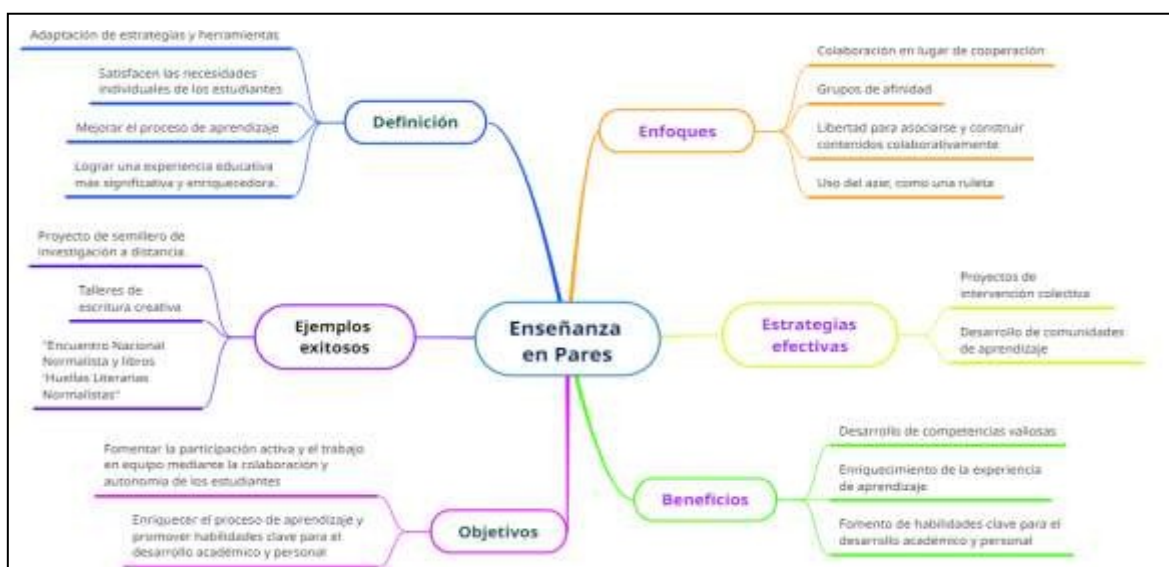 Enseñanza
en Pares
Definición
Adaptación de estrategias y herramientas
Satisfacen las necesidades
individuales de los estudiantes
Mejorar el proceso de aprendizaje
Lograr una experiencia educativa
más significativa y enriquecedora.
Ejemplos
exitosos
Proyecto de semillero de
investigación a distancia.
Talleres de
escritura creativa
"Encuentro Nacional
Normalista y libros
"Huellas Literarias
Normalistas"
Objetivos
Fomentar la participación activa y el trabajo
en equipo mediante la colaboración y
autonomía de los estudiantes
Enriquecer el proceso de aprendizaje y
promover habilidades clave para el
desarrollo académico y personal
Enfoques
Colaboración en lugar de cooperación
Grupos de afinidad
Libertad para asociarse y construir
contenidos colaborativamente
Uso del azar, como una ruleta
Estrategias
efectivas
Proyectos de
intervención colectiva
Desarrollo de comunidades
de aprendizaje
Beneficios
Desarrollo de competencias valiosas
Enriquecimiento de la experiencia
de aprendizaje
Fomento de habilidades clave para el
desarrollo académico y personal